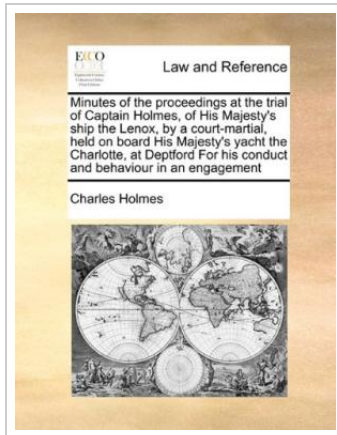 ECCO
Law and Reference
Minutes of the proceedings at the trial
of Captain Holmes, of His Majesty's
ship the Lenox, by a court-martial,
held on board His Majesty's yacht the
Charlotte, at Deptford For his conduct
and behaviour in an engagement
Charles Holmes